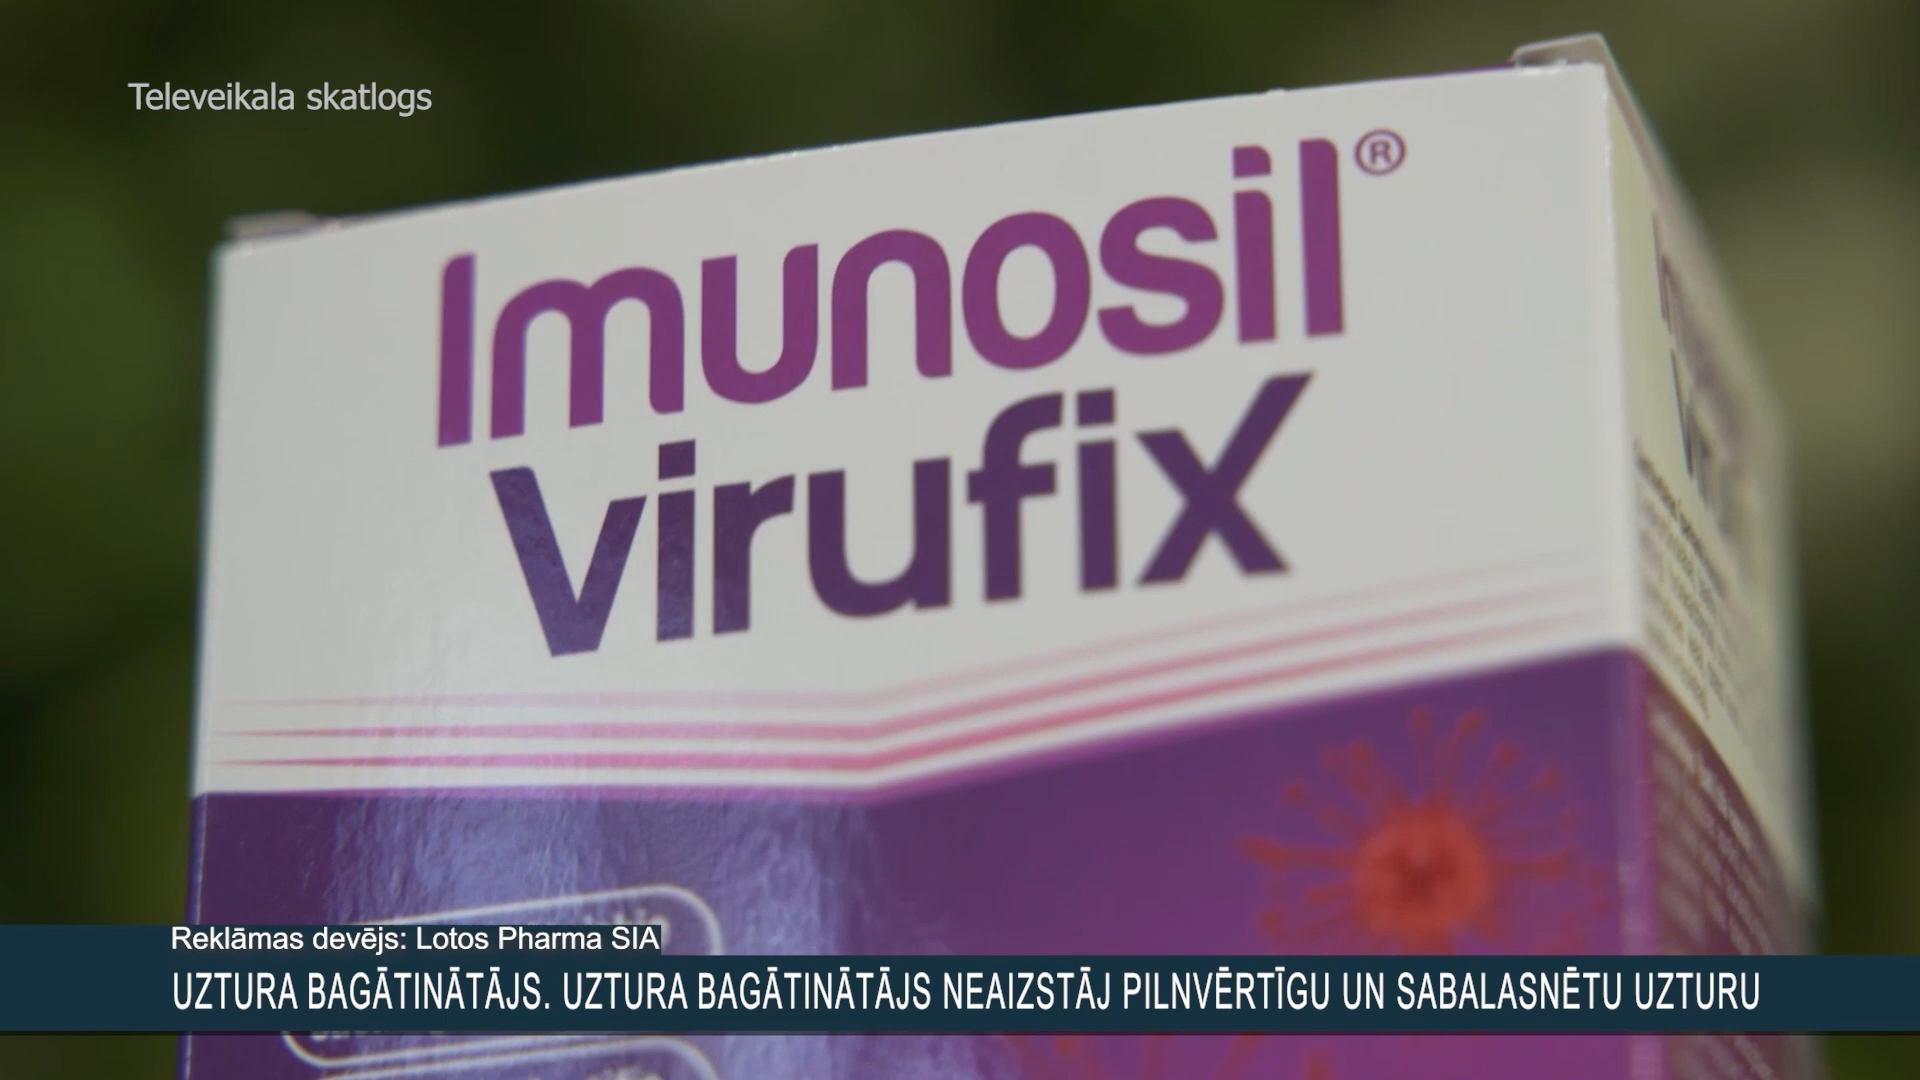 Televeikala skatlogs
Imunosil®
virufix
Reklāmas devējs: Lotos Pharma SIA
UZTURA BAGĀTINĀTĀJS. UZTURA BAGĀTINĀTĀJS NEAIZSTĀJ PILNVĒRTĪGU UN SABALASNĒTU UZTURU